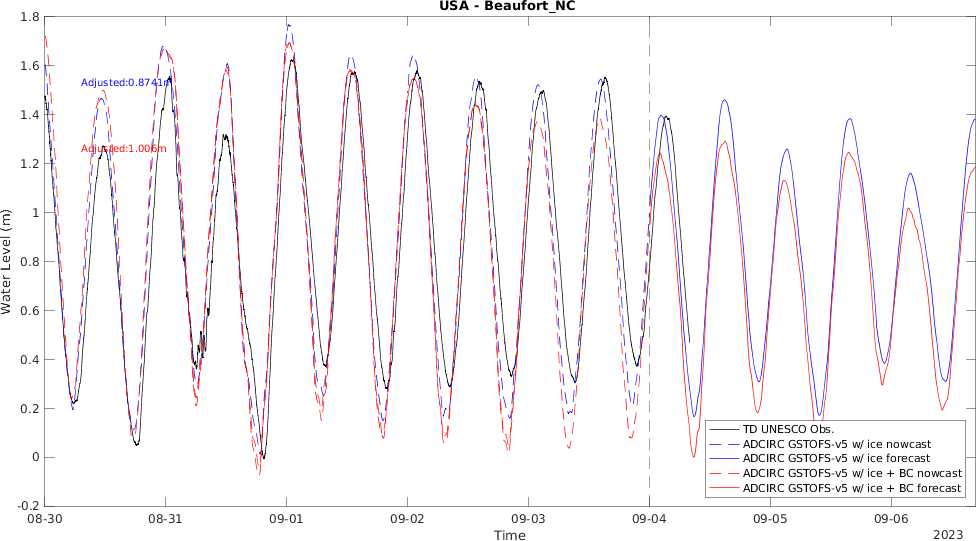 USA - Beaufort_NC
1.8
1.6
1.4
1.2
1
0.8
0.6
0.4
0.2
0
-0.2
Water Level (m)
Adjusted:0.8741m
Adjusted:1.006m
TD UNESCO Obs.
ADCIRC GSTOFS-v5 w/ ice nowcast
ADCIRC GSTOFS-v5 w/ ice forecast
ADCIRC GSTOFS-v5 w/ ice + BC nowcast
ADCIRC GSTOFS-v5 w/ ice + BC forecast
08-30 08-31 09-01 09-02 09-03 09-04 09-05 09-06
Time
2023